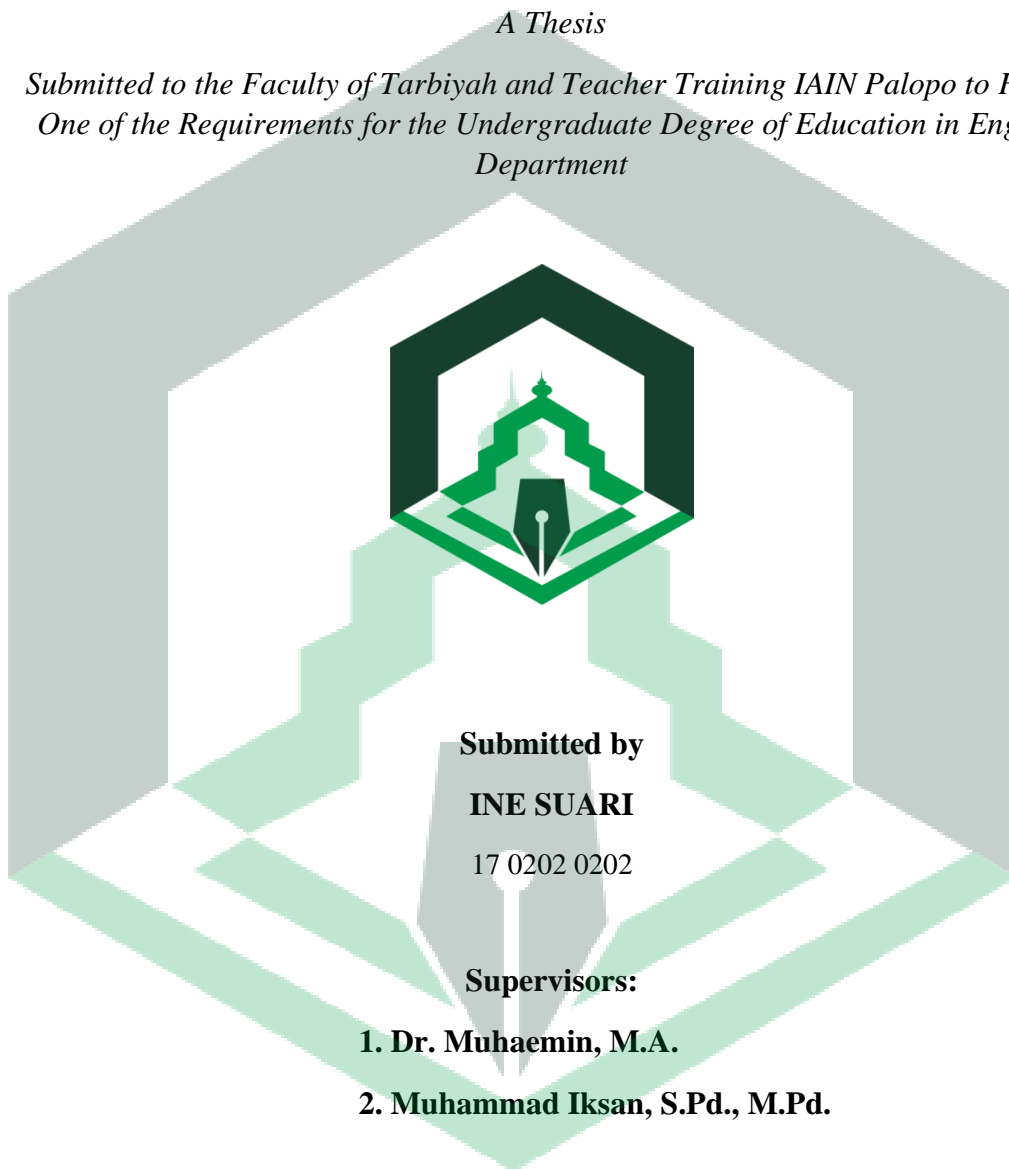 A Thesis
Submitted to the Faculty of Tarbiyah and Teacher Training IAIN Palopo to
One of the Requirements for the Undergraduate Degree of Education in
Department
Submitted by
INE SUARI
17 0202 0202
Supervisors:
1. Dr. Muhaemin, M.A.
2. Muhammad Iksan, S.Pd., M.Pd.